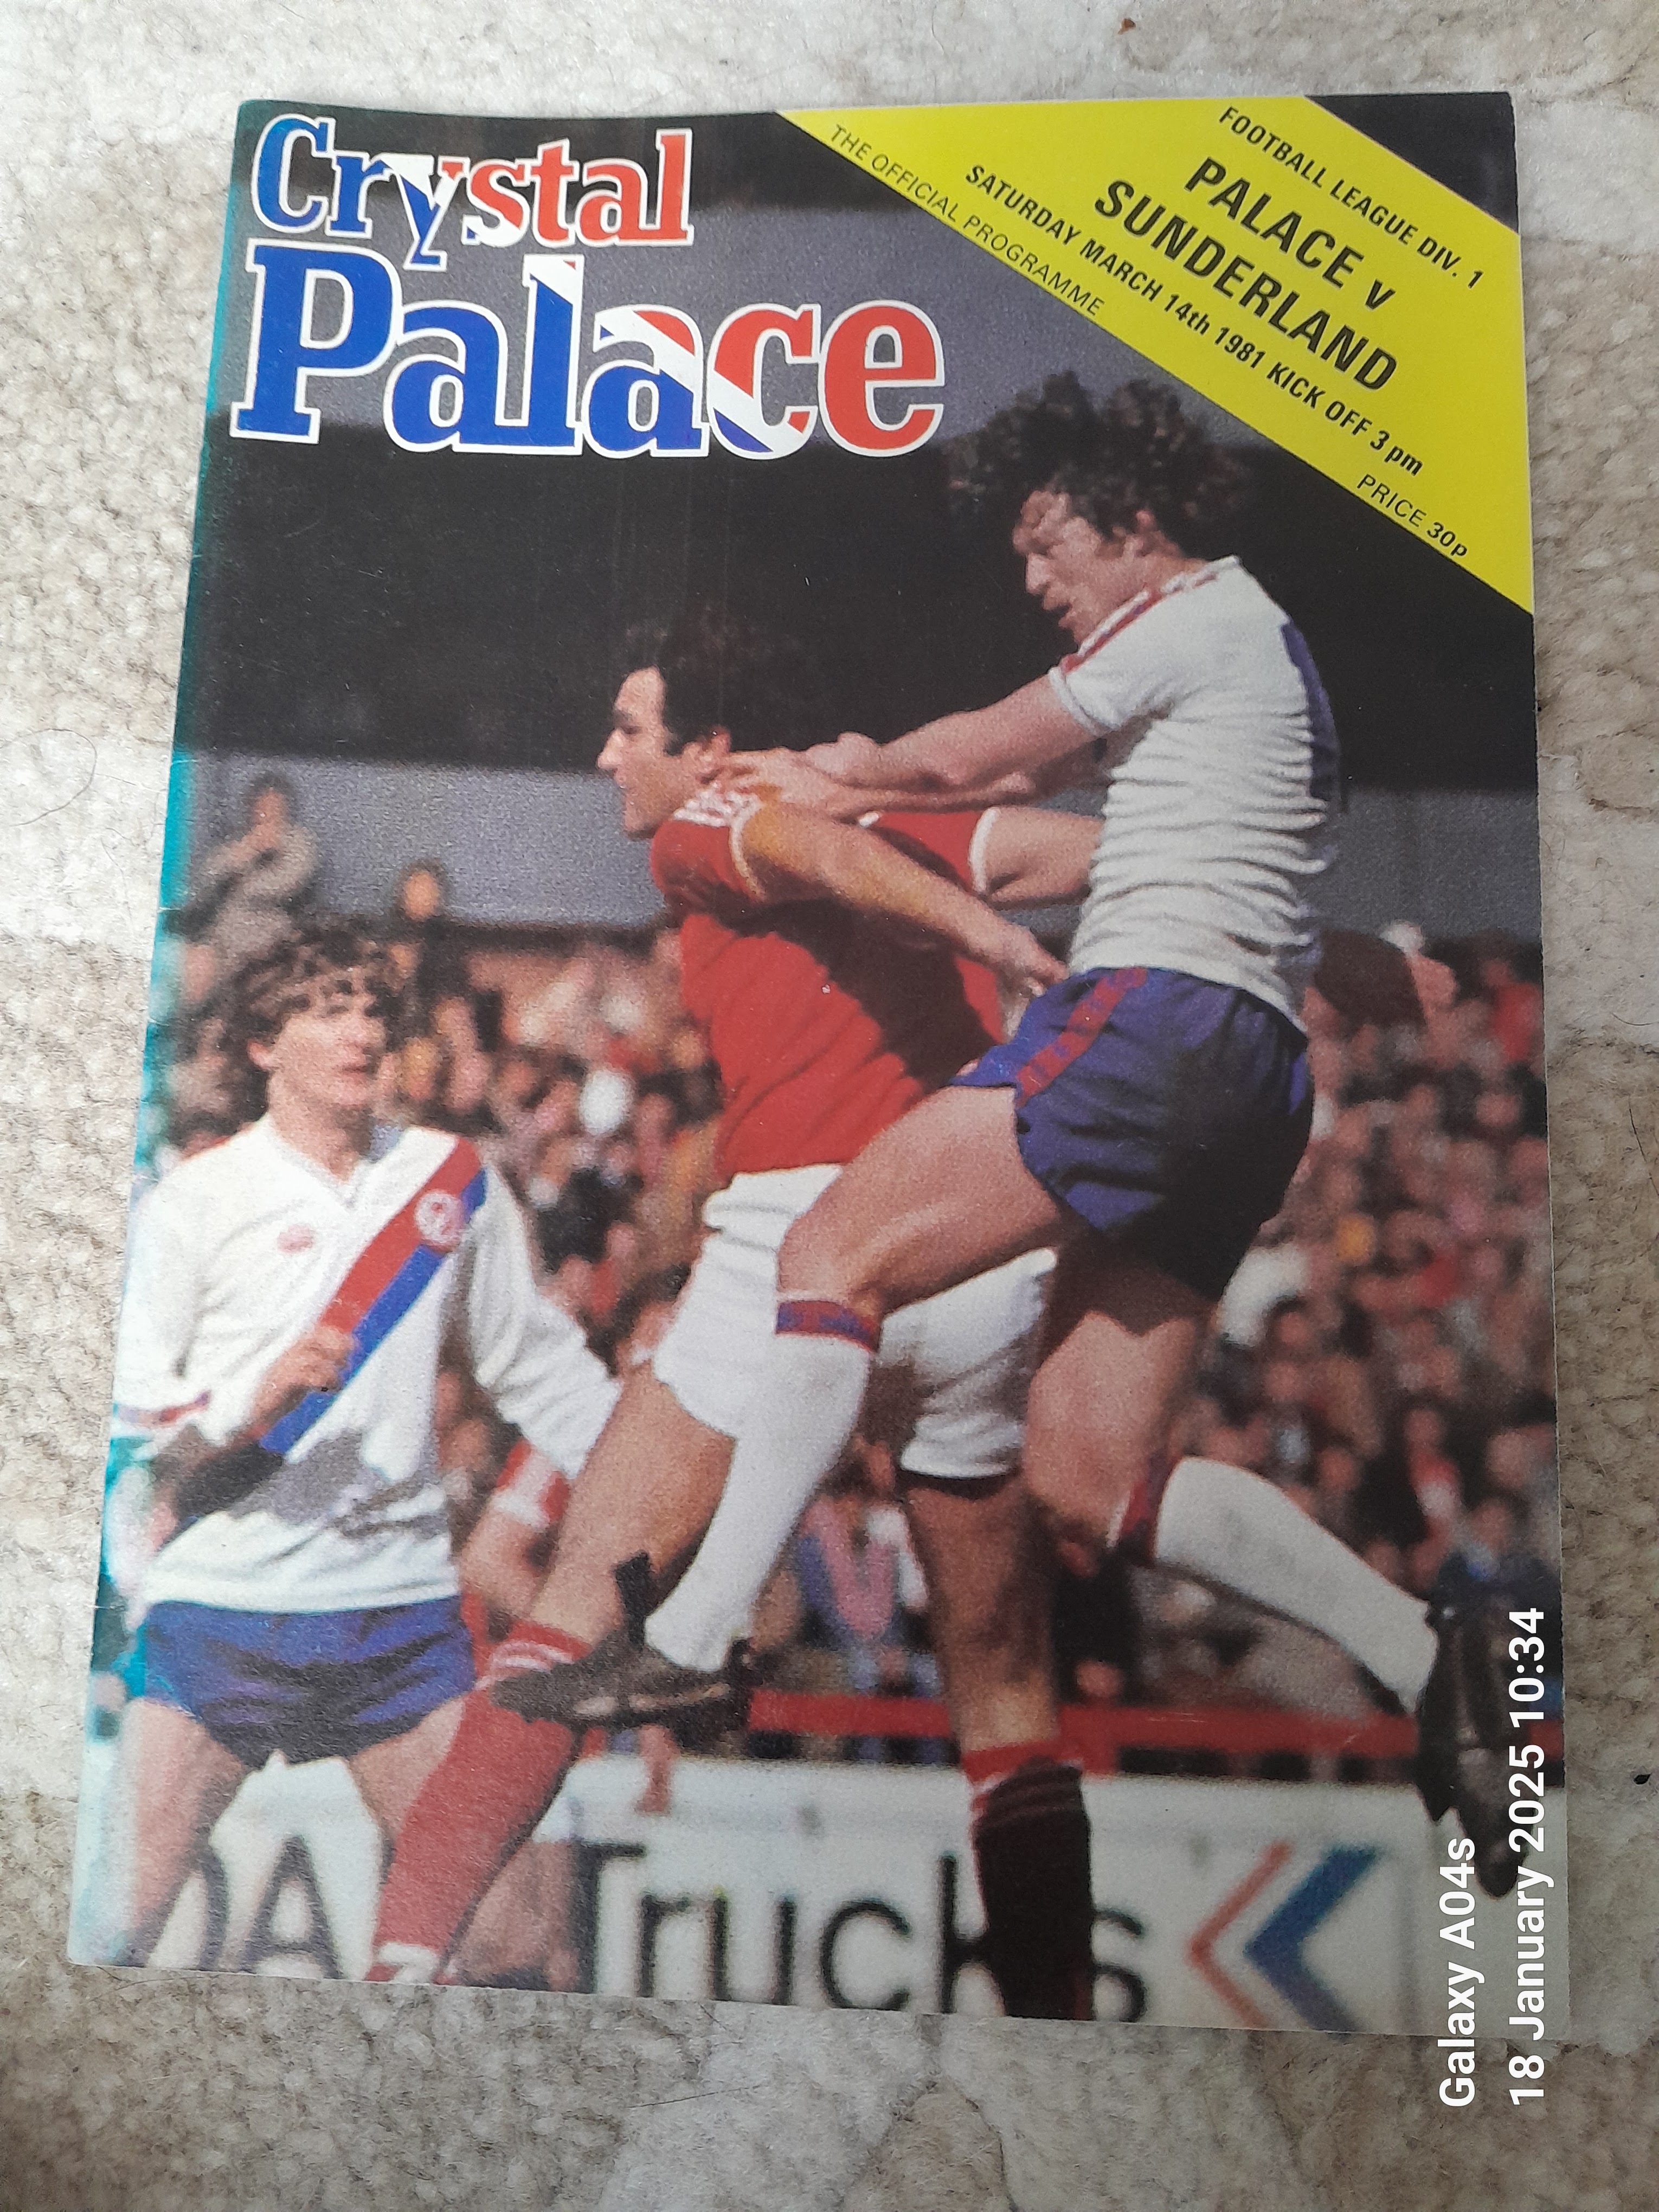 Crystal
Palace
FOOTBALL LEAGUE DIV. 1
PALACE v
SUNDERLAND
SATURDAY MARCH 14th 1981 KICK OFF 3 pm
THE OFFICIAL PROGRAMME
PRICE 30p
DA Trucks
Galaxy A04s
18 January 2025 10:34